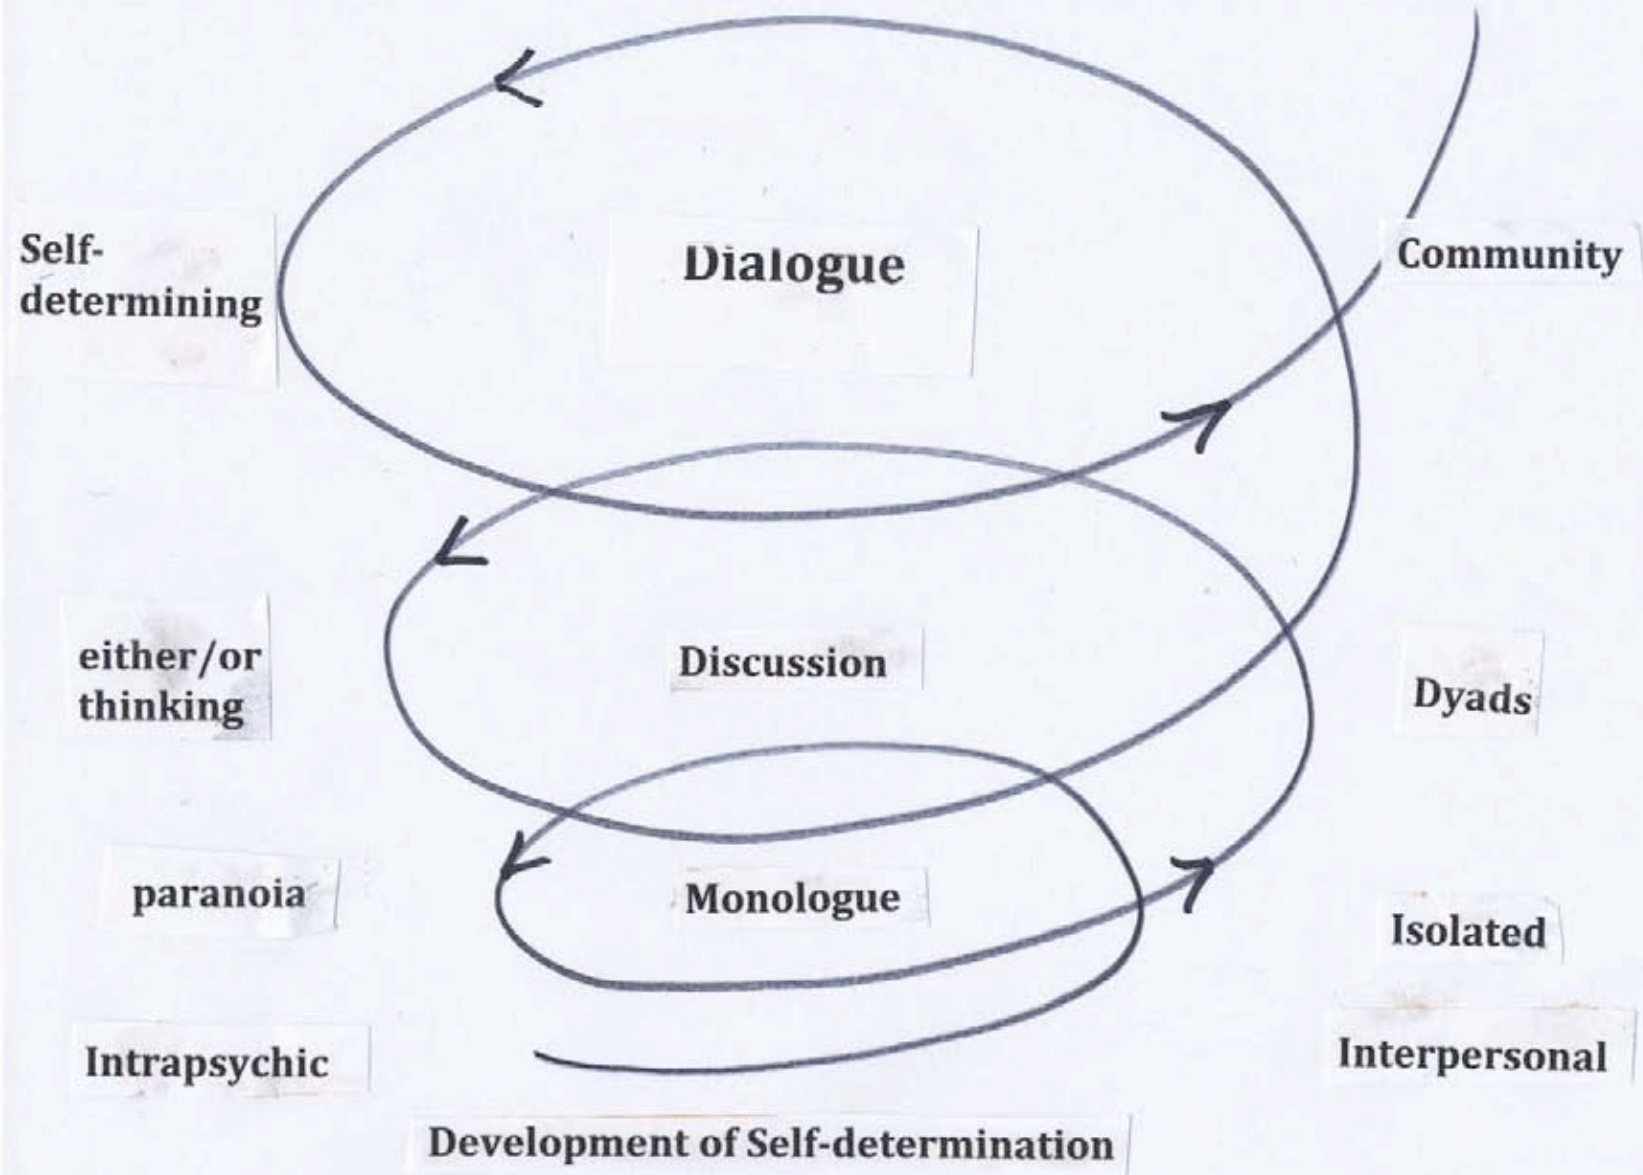 Self-
determining
Dialogue
Community
either/or
thinking
Discussion
Dyads
paranoia
Monologue
Isolated
Intrapsychic
Interpersonal
Development of Self-determination